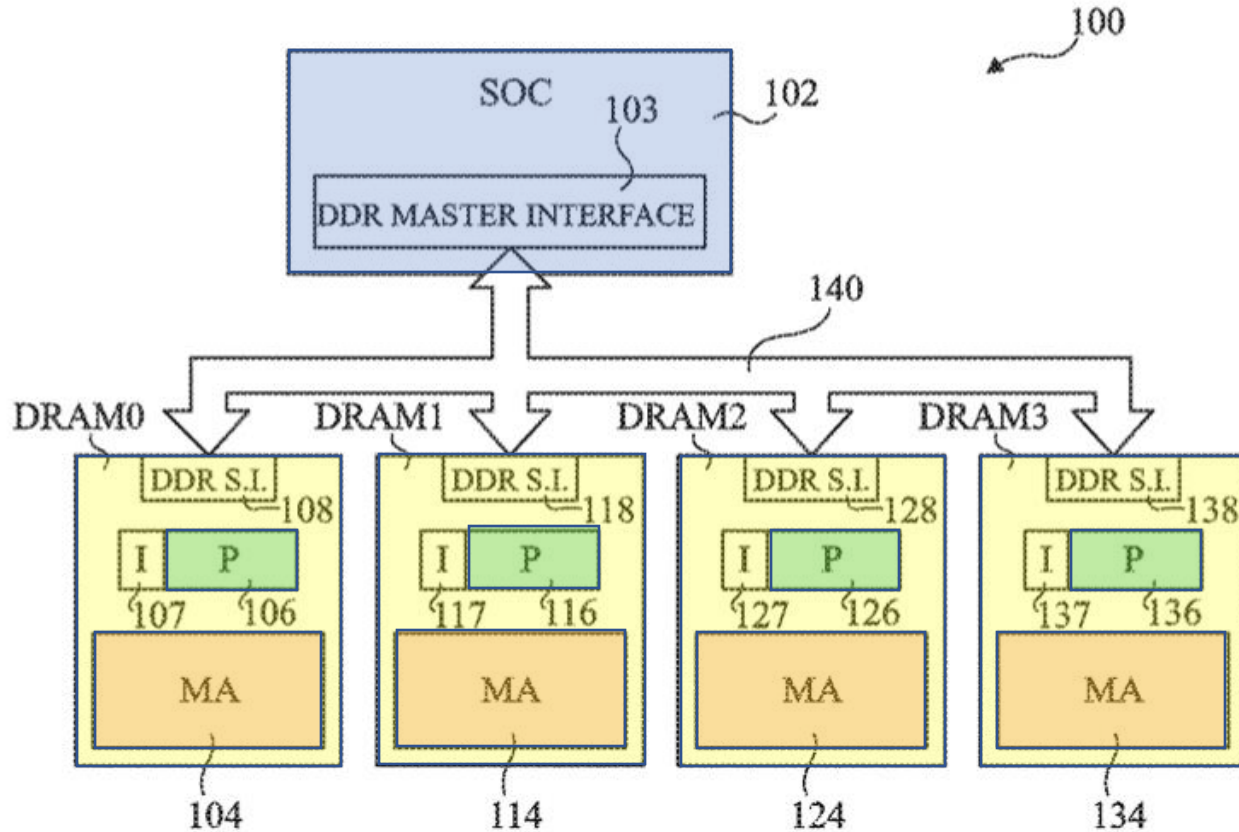 100
SOC
102
103
DDR MASTER INTERFACE
140
DRAM0 DRAM1 DRAM2 DRAM3
DDR S.I. DDR S.I. DDR S.I. DDR S.I.
108 118 128 138
I P I P I P I P
107 106 117 116 127 126 137 136
MA MA MA MA
104 114 124 134